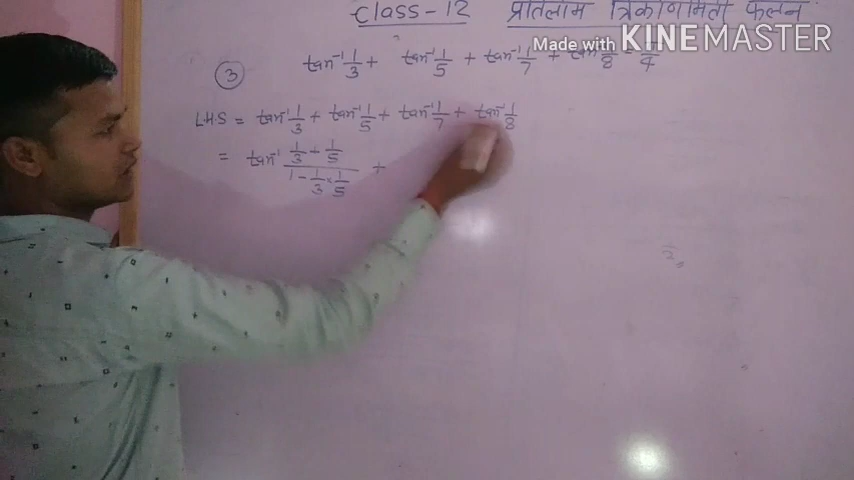 Class-12 प्रतिलोम त्रिकोणमिती फलन
Made with KINEMASTER
③ tan⁻¹ 1/3 + tan⁻¹ 1/5 + tan⁻¹ 1/7 + tan⁻¹ 1/8 = π/4
L.H.S = tan⁻¹ 1/3 + tan⁻¹ 1/5 + tan⁻¹ 1/7 + tan⁻¹ 1/8
= tan⁻¹ (1/3 + 1/5)/(1 - 1/3 × 1/5) +